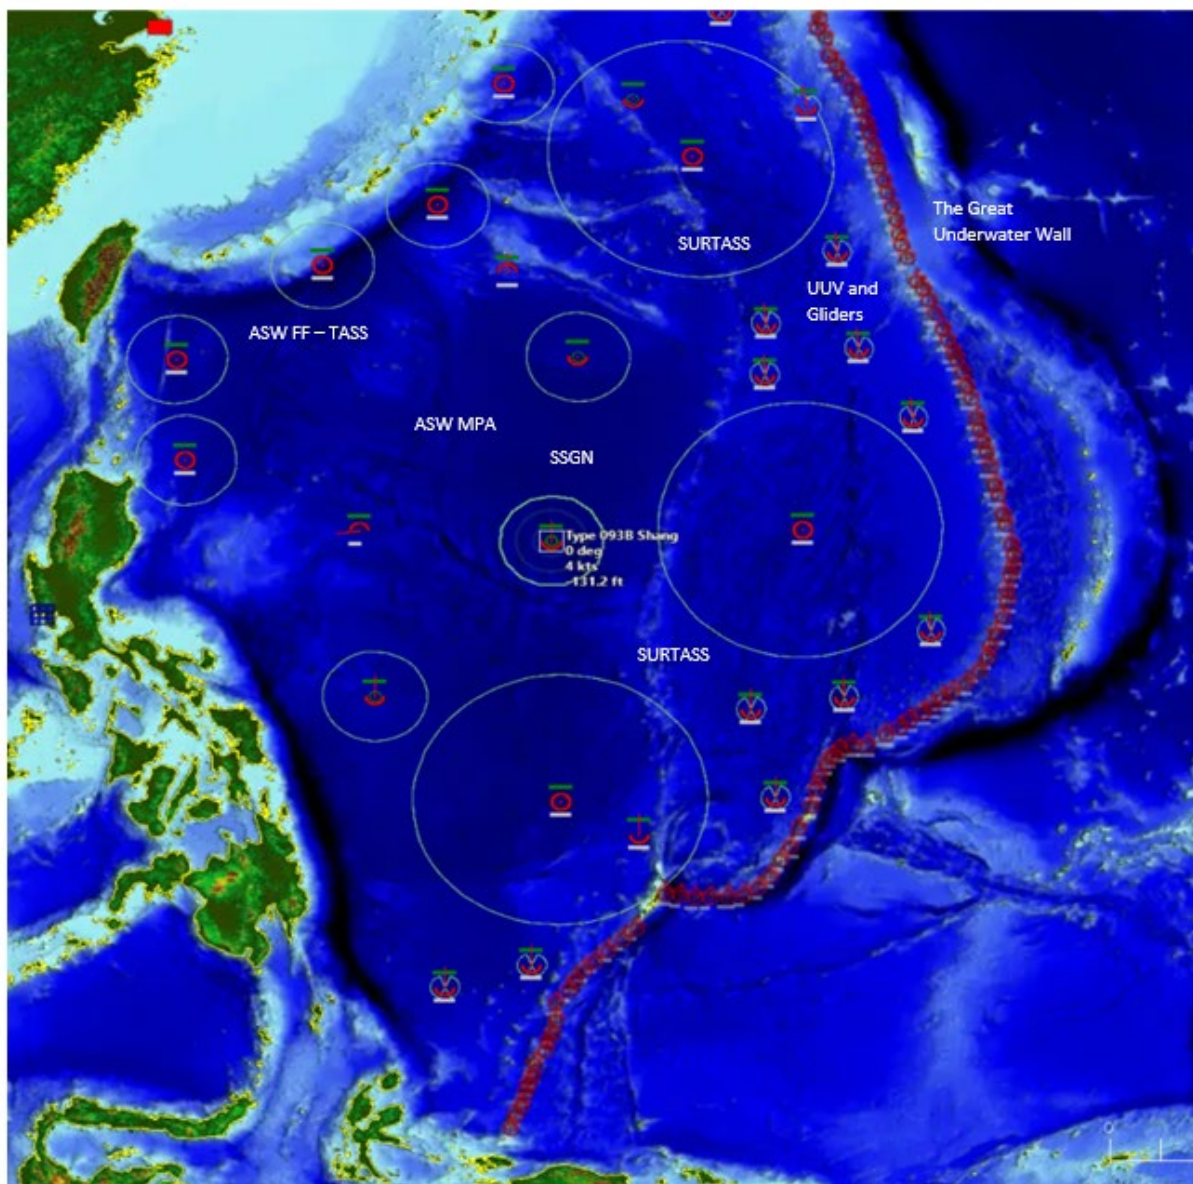 The Great
Underwater Wall
SURTASS
UUV and
Gliders
ASW FF – TASS
ASW MPA
SSGN
Type 093B Shang
0 deg
4 kts
-131.2 ft
SURTASS
0